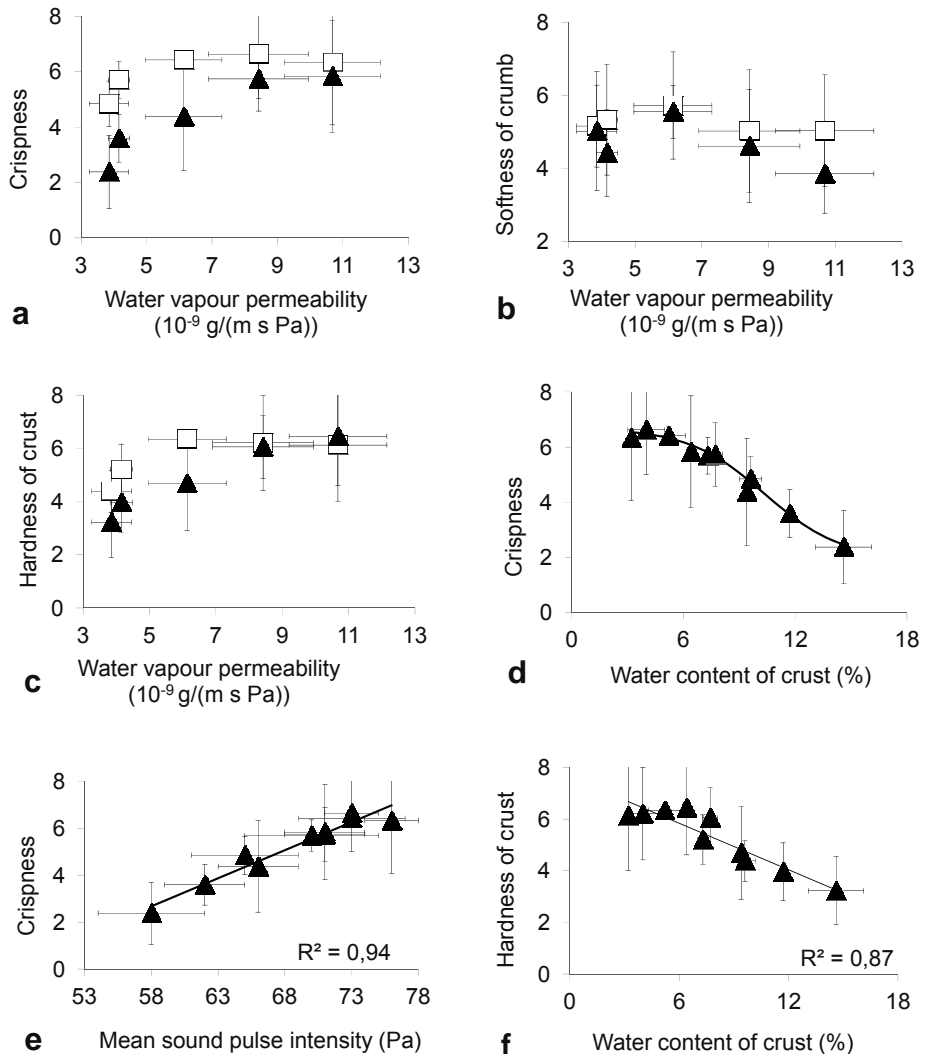 8
6
4
2
0
Crispness
3 5 7 9 11 13
Water vapour permeability
(10⁻⁹ g/(m s Pa))
a
8
6
4
2
Softness of crumb
3 5 7 9 11 13
Water vapour permeability
(10⁻⁹ g/(m s Pa))
b
8
6
4
2
0
Hardness of crust
3 5 7 9 11 13
Water vapour permeability
(10⁻⁹ g/(m s Pa))
c
8
6
4
2
0
Crispness
0 6 12 18
Water content of crust (%)
d
8
6
4
2
0
Crispness
R² = 0,94
53 58 63 68 73 78
Mean sound pulse intensity (Pa)
e
8
6
4
2
0
Hardness of crust
R² = 0,87
0 6 12 18
Water content of crust (%)
f